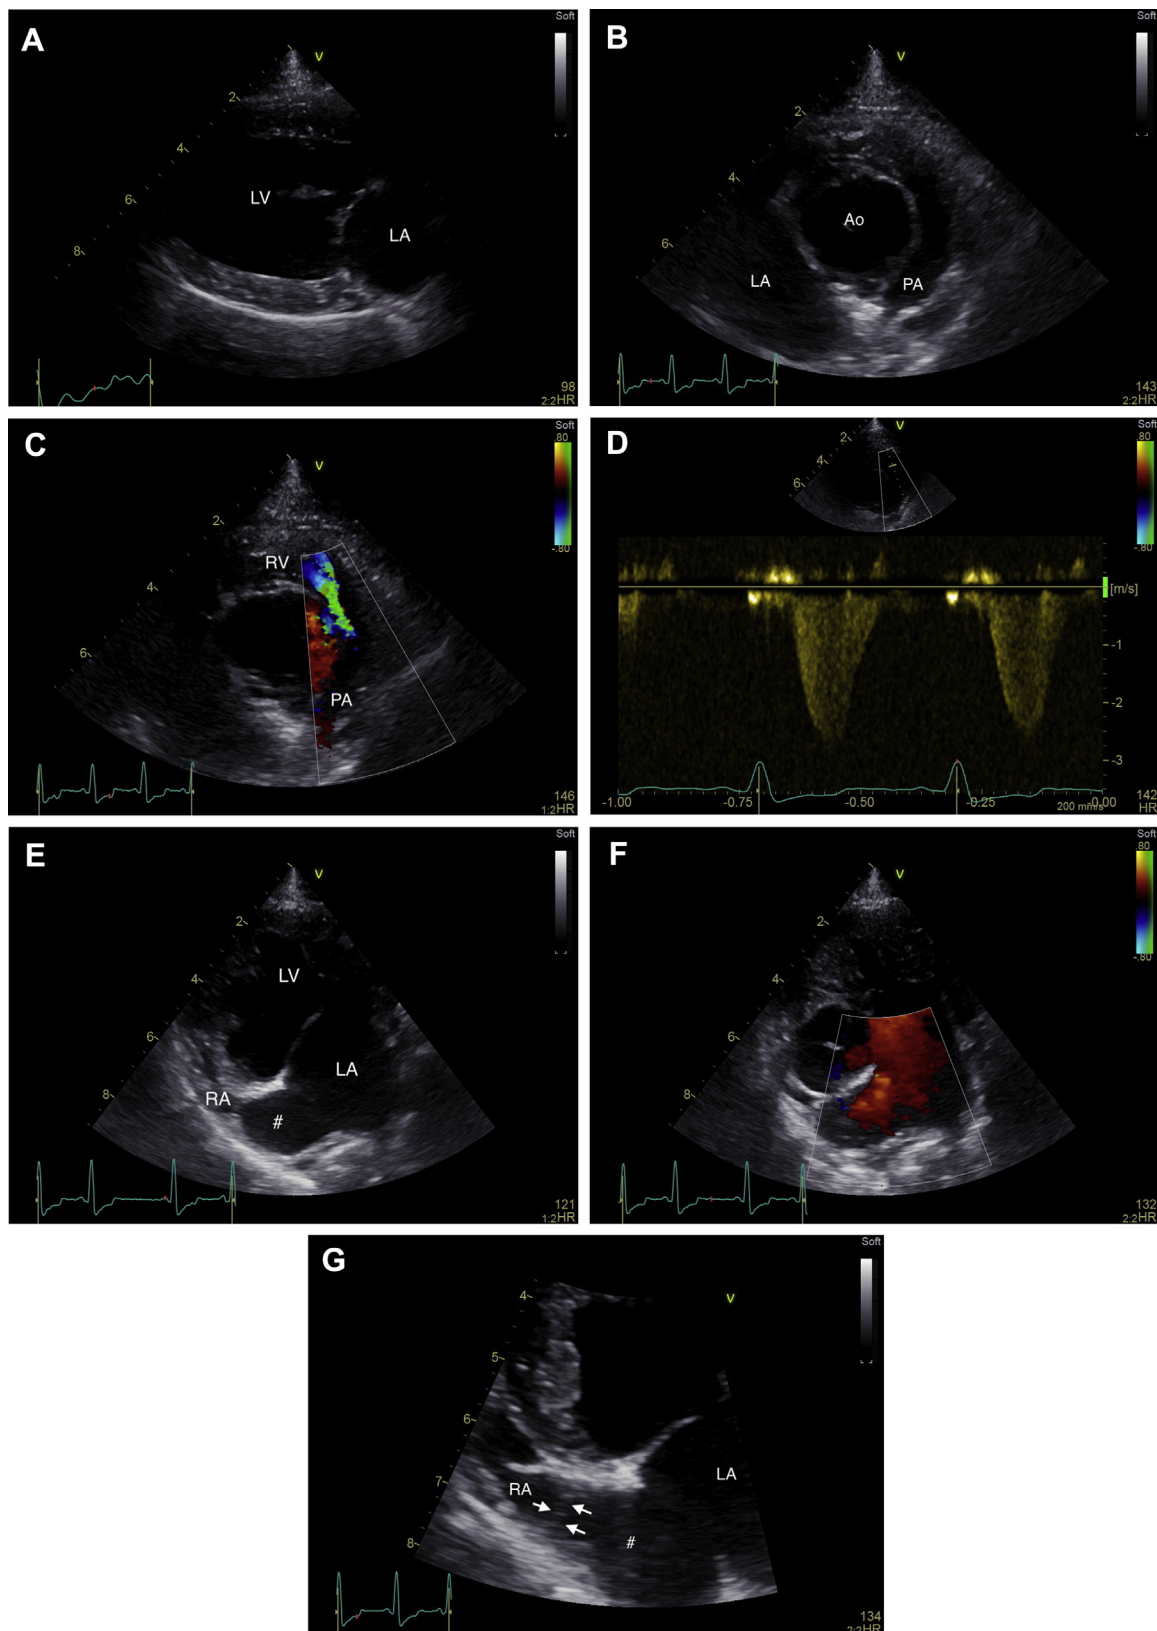 A
Soft
V
2
4
6
8
LV
LA
98
2:2HR
B
Soft
V
2
4
6
Ao
LA
PA
143
2:2HR
C
Soft
.80
-.80
V
2
4
6
RV
PA
146
1:2HR
D
Soft
.80
-.80
V
2
4
6
[m/s]
-1
-2
-3
-1.00 -0.75 -0.50 -0.25 0.00
200 mm/s
142
HR
E
Soft
V
2
4
6
8
LV
LA
RA
#
121
1:2HR
F
Soft
.80
-.80
V
2
4
6
8
132
2:2HR
G
Soft
V
4
5
6
7
8
RA
LA
#
134
2:2HR